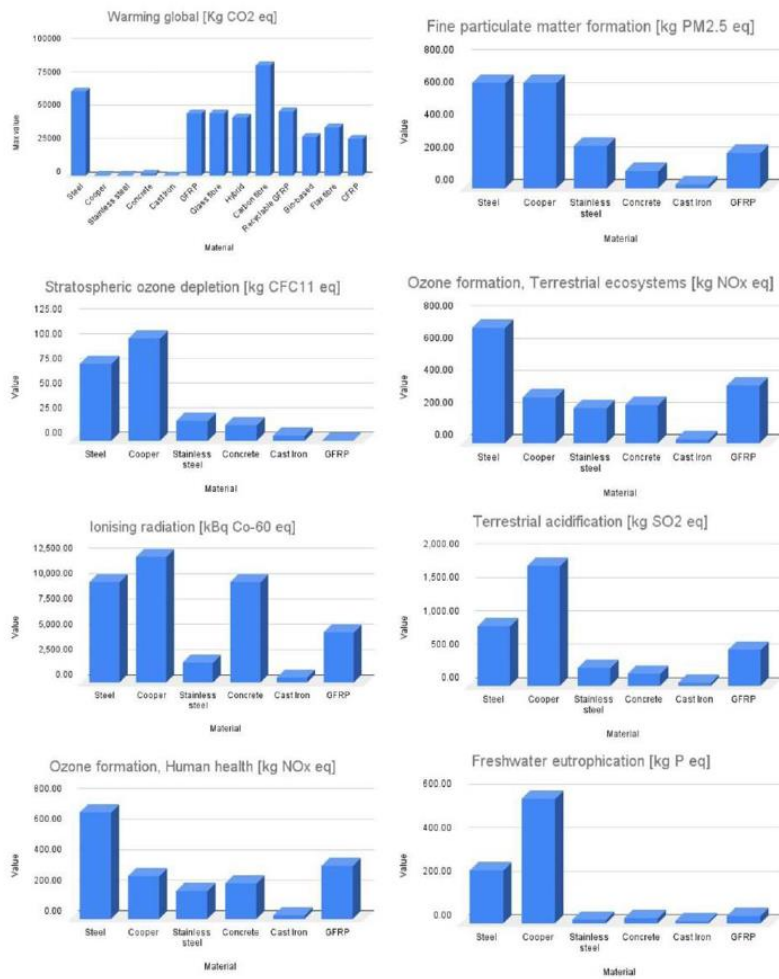 Warming global [Kg CO2 eq]
100000
75000
50000
25000
0
Max value
Steel
Cooper
Stainless steel
Concrete
Cast Iron
GFRP
Glass fibre
Hybrid
Carbon fibre
Recyclable GFRP
Bio-based
Flax fibre
CFRP
Material
Fine particulate matter formation [kg PM2.5 eq]
800.00
600.00
400.00
200.00
0.00
Value
Steel Cooper Stainless Concrete Cast Iron GFRP
steel
Material
Stratospheric ozone depletion [kg CFC11 eq]
125.00
100.00
75.00
50.00
25.00
0.00
Value
Steel Cooper Stainless Concrete Cast Iron GFRP
steel
Material
Ozone formation, Terrestrial ecosystems [kg NOx eq]
800.00
600.00
400.00
200.00
0.00
Value
Steel Cooper Stainless Concrete Cast Iron GFRP
steel
Material
Ionising radiation [kBq Co-60 eq]
12,500.00
10,000.00
7,500.00
5,000.00
2,500.00
0.00
Value
Steel Cooper Stainless Concrete Cast Iron GFRP
steel
Material
Terrestrial acidification [kg SO2 eq]
2,000.00
1,500.00
1,000.00
500.00
0.00
Value
Steel Cooper Stainless Concrete Cast Iron GFRP
steel
Material
Ozone formation, Human health [kg NOx eq]
800.00
600.00
400.00
200.00
0.00
Value
Steel Cooper Stainless Concrete Cast Iron GFRP
steel
Material
Freshwater eutrophication [kg P eq]
600.00
400.00
200.00
0.00
Value
Steel Cooper Stainless Concrete Cast Iron GFRP
steel
Material